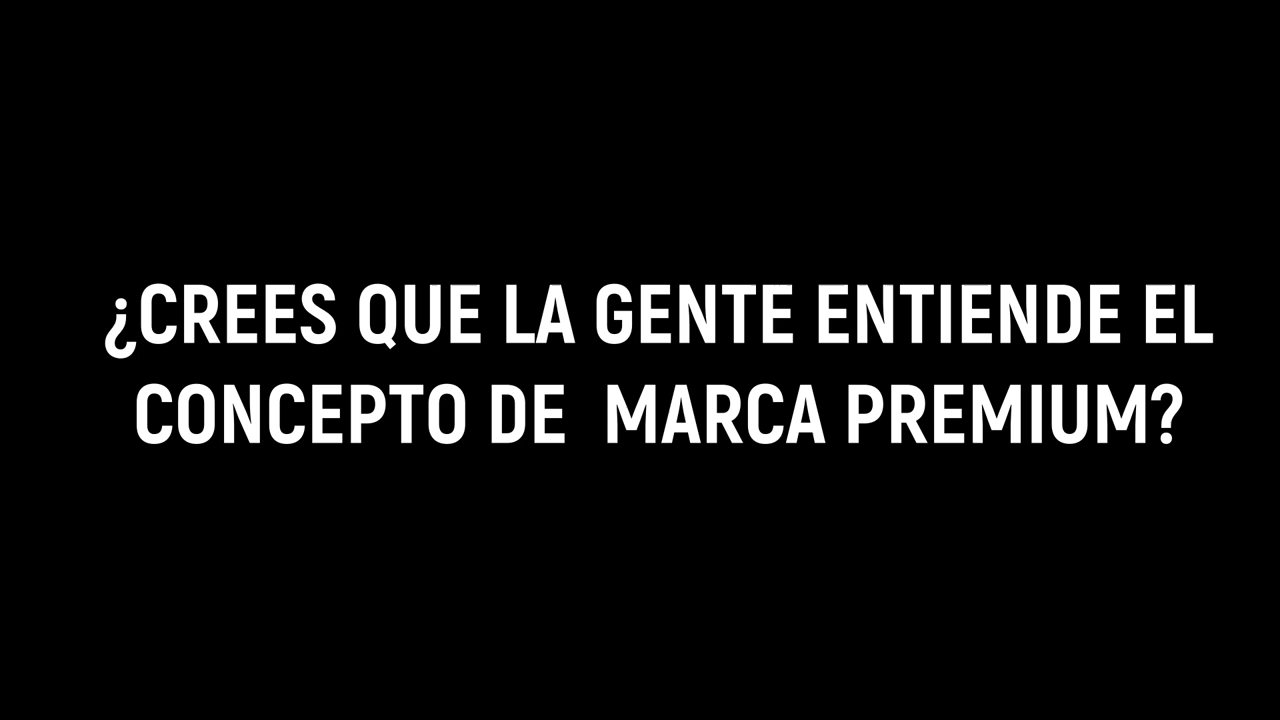 ¿CREES QUE LA GENTE ENTIENDE EL
CONCEPTO DE  MARCA PREMIUM?